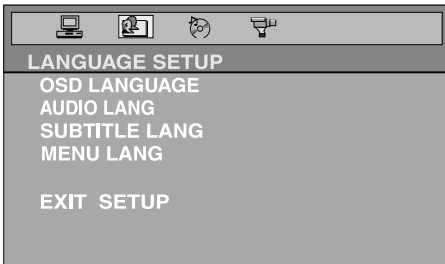 LANGUAGE SETUP
OSD LANGUAGE
AUDIO LANG
SUBTITLE LANG
MENU LANG
EXIT SETUP